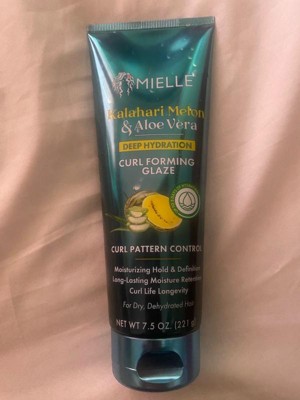 MIELLE
Kalahari Melon
& Aloe Vera
DEEP HYDRATION
CURL FORMING
GLAZE
CURL PATTERN CONTROL
Moisturizing Hold & Definition
Long-Lasting Moisture Retention
Curl Life Longevity
For Dry, Dehydrated Hair
NET WT 7.5 OZ. (221 g